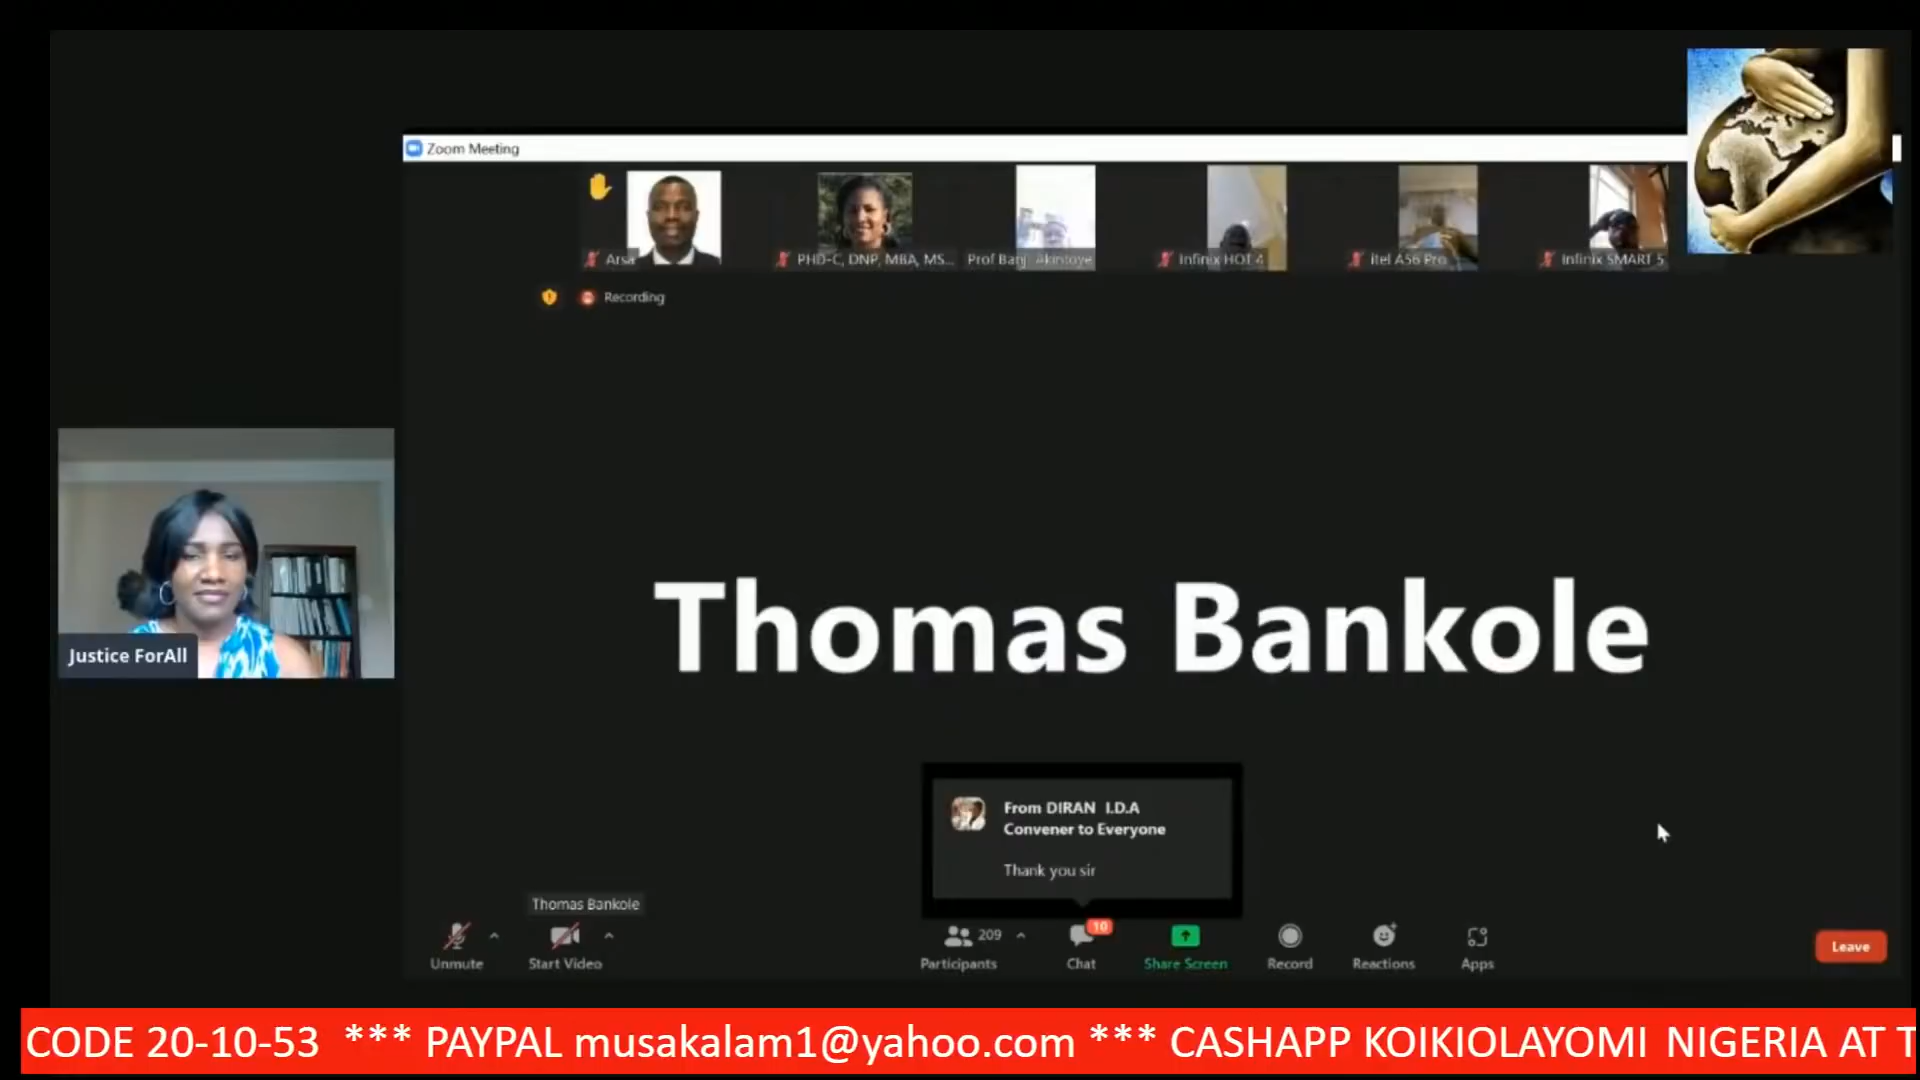 Zoom Meeting
Arsa
PHD-C, DNP, MBA, MS...
Prof Banji Akintoye
Infinix HOT 4
itel A56 Pro
Infinix SMART 5
Recording
Justice ForAll
Thomas Bankole
From DIRAN I.D.A
Convener to Everyone
Thank you sir
Thomas Bankole
209
10
Unmute
Start Video
Participants
Chat
Share Screen
Record
Reactions
Apps
Leave
CODE 20-10-53 *** PAYPAL musakalam1@yahoo.com *** CASHAPP KOIKIOLAYOMI NIGERIA AT T